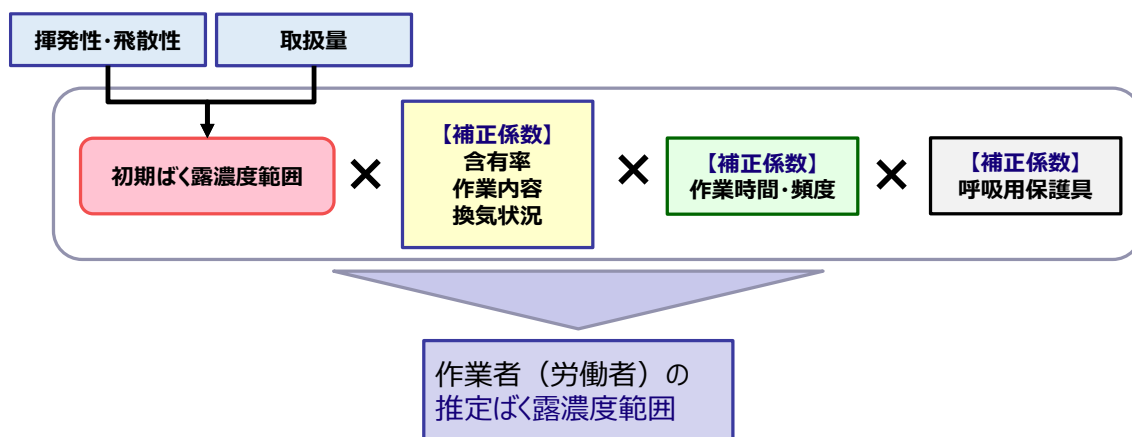 揮発性・飛散性
取扱量
初期ばく露濃度範囲
×
【補正係数】
含有率
作業内容
換気状況
×
【補正係数】
作業時間・頻度
×
【補正係数】
呼吸用保護具
作業者（労働者）の
推定ばく露濃度範囲